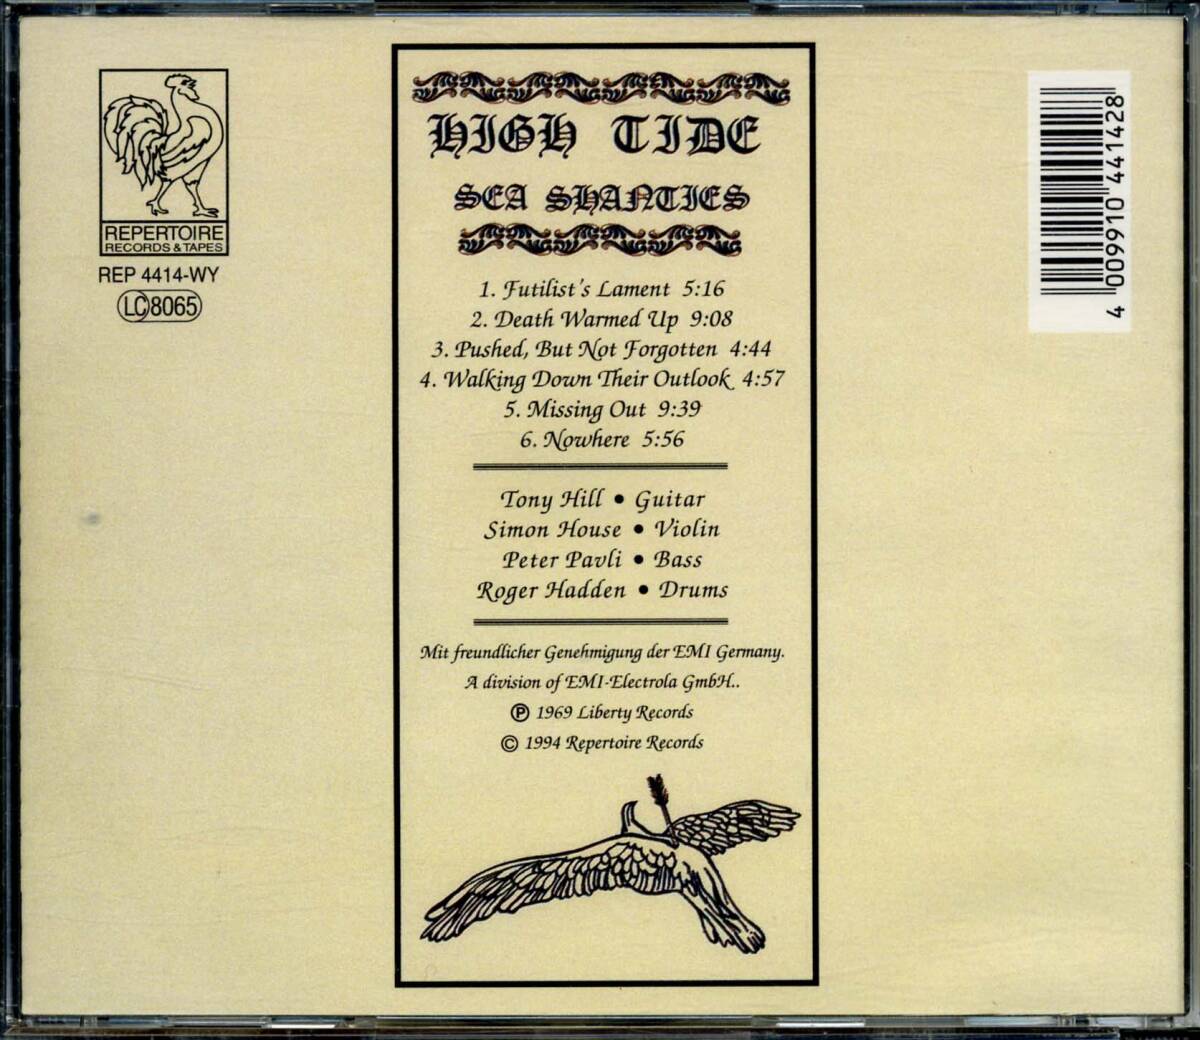 REPERTOIRE
RECORDS & TAPES
REP 4414-WY
LC 8065
HIGH TIDE
SEA SHANTIES
1. Futilist's Lament 5:16
2. Death Warmed Up 9:08
3. Pushed, But Not Forgotten 4:44
4. Walking Down Their Outlook 4:57
5. Missing Out 9:39
6. Nowhere 5:56
Tony Hill • Guitar
Simon House • Violin
Peter Pavli • Bass
Roger Hadden • Drums
Mit freundlicher Genehmigung der EMI Germany.
A division of EMI-Electrola GmbH..
℗ 1969 Liberty Records
© 1994 Repertoire Records
4 009910 441428